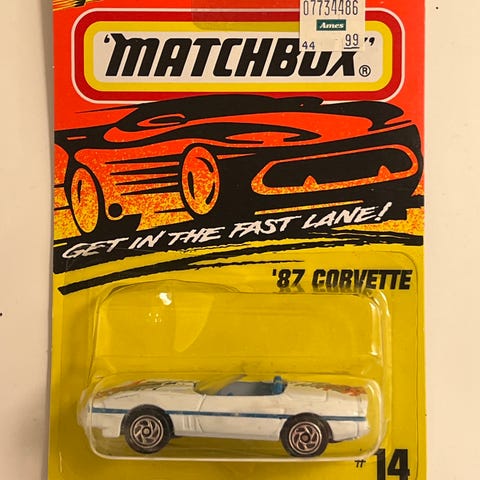 07734486
Ames
44 99
'MATCHBOX'®
GET IN THE FAST LANE!
'87 CORVETTE
# 14